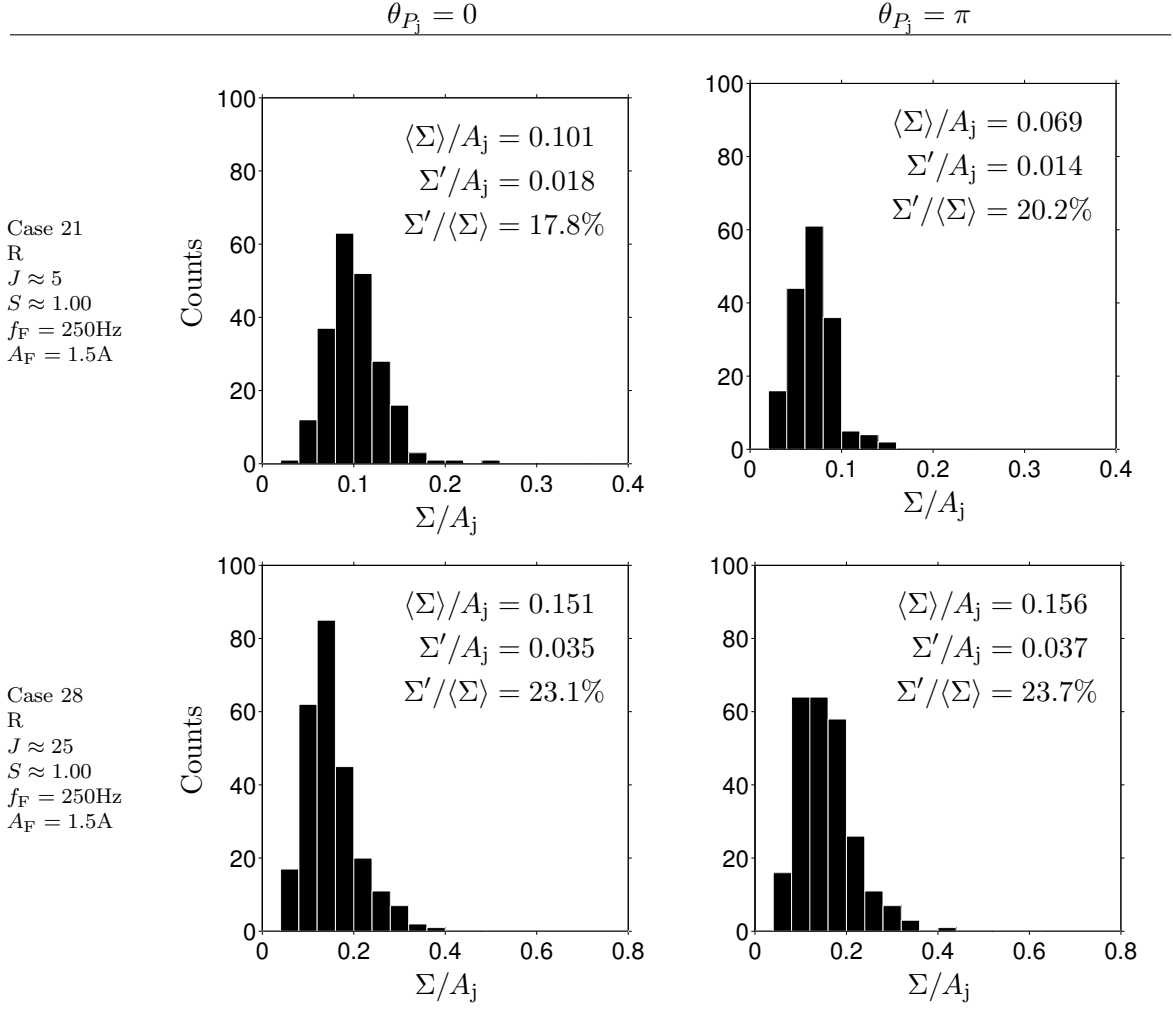 θ_{P_j} = 0
θ_{P_j} = π
Case 21
R
J ≈ 5
S ≈ 1.00
f_F = 250Hz
A_F = 1.5A
Counts
100
80
60
40
20
0
⟨Σ⟩/A_j = 0.101
Σ′/A_j = 0.018
Σ′/⟨Σ⟩ = 17.8%
0 0.1 0.2 0.3 0.4
Σ/A_j
100
80
60
40
20
0
⟨Σ⟩/A_j = 0.069
Σ′/A_j = 0.014
Σ′/⟨Σ⟩ = 20.2%
0 0.1 0.2 0.3 0.4
Σ/A_j
Case 28
R
J ≈ 25
S ≈ 1.00
f_F = 250Hz
A_F = 1.5A
Counts
100
80
60
40
20
0
⟨Σ⟩/A_j = 0.151
Σ′/A_j = 0.035
Σ′/⟨Σ⟩ = 23.1%
0 0.2 0.4 0.6 0.8
Σ/A_j
100
80
60
40
20
0
⟨Σ⟩/A_j = 0.156
Σ′/A_j = 0.037
Σ′/⟨Σ⟩ = 23.7%
0 0.2 0.4 0.6 0.8
Σ/A_j